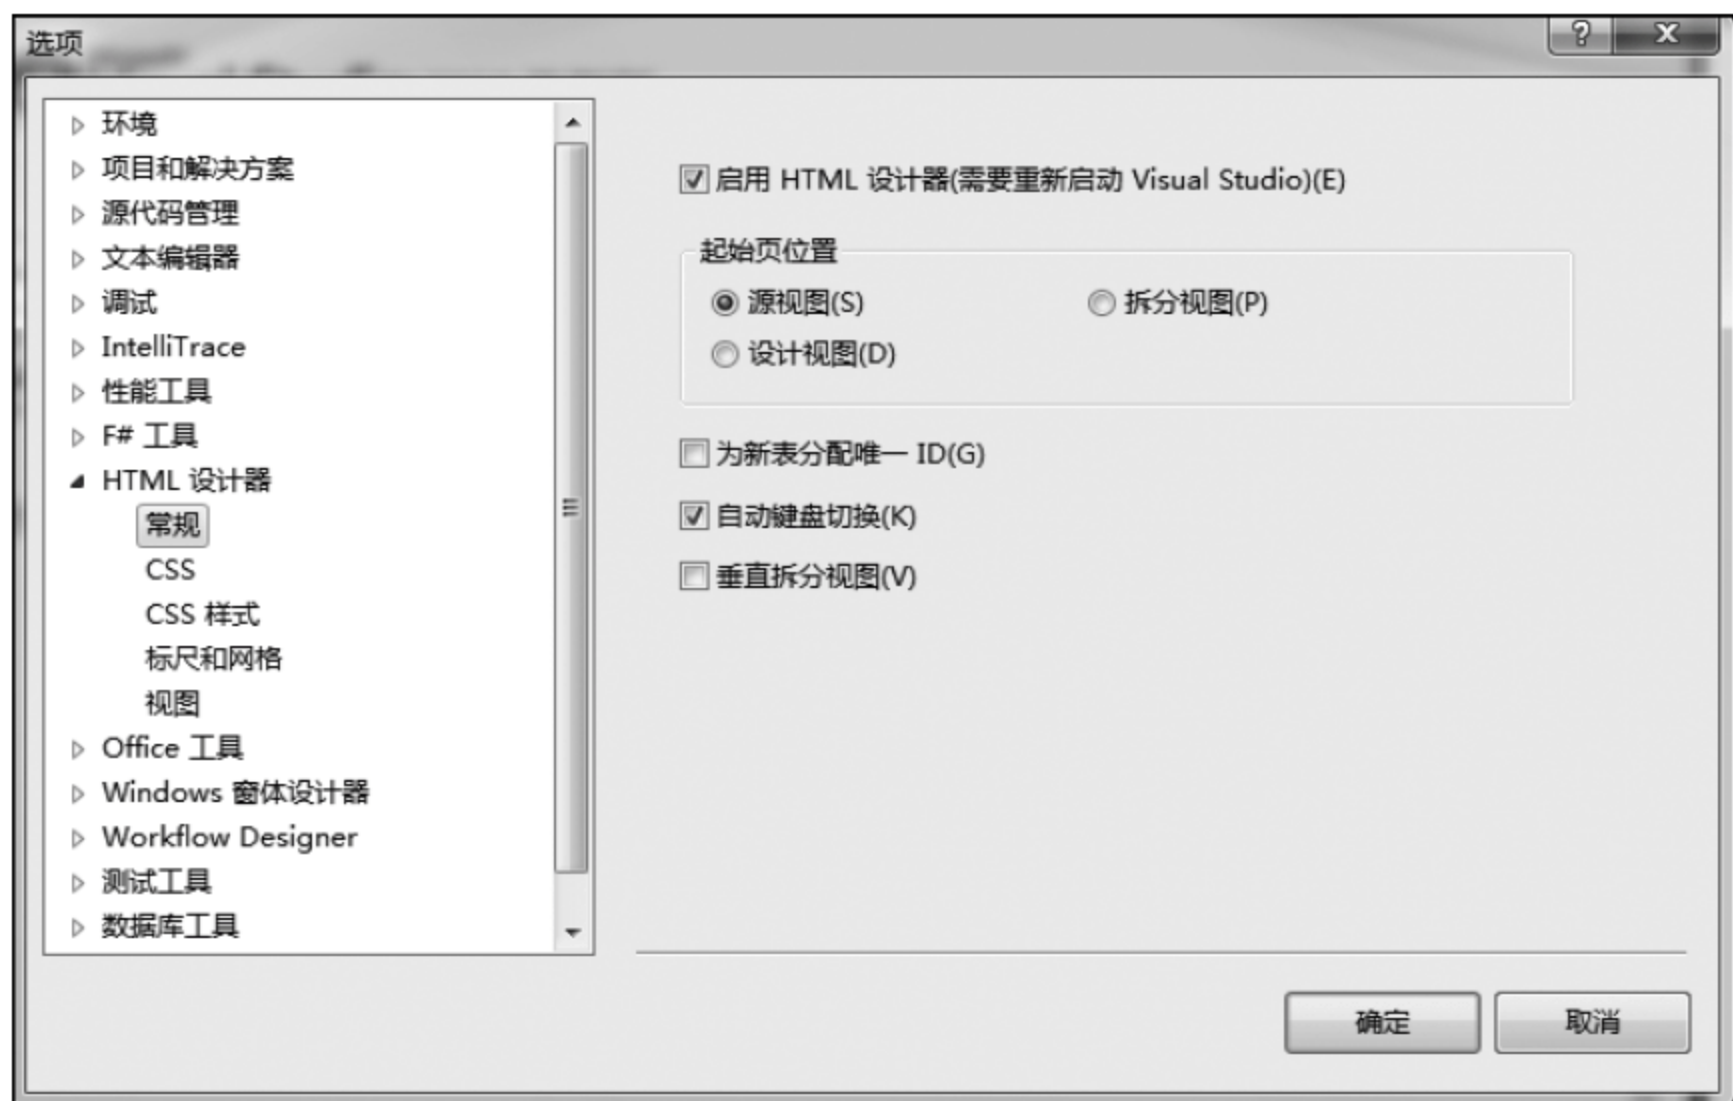 选项
环境
项目和解决方案
源代码管理
文本编辑器
调试
IntelliTrace
性能工具
F# 工具
HTML 设计器
常规
CSS
CSS 样式
标尺和网格
视图
Office 工具
Windows 窗体设计器
Workflow Designer
测试工具
数据库工具
启用 HTML 设计器(需要重新启动 Visual Studio)(E)
起始页位置
源视图(S) 拆分视图(P)
设计视图(D)
为新表分配唯一 ID(G)
自动键盘切换(K)
垂直拆分视图(V)
确定 取消